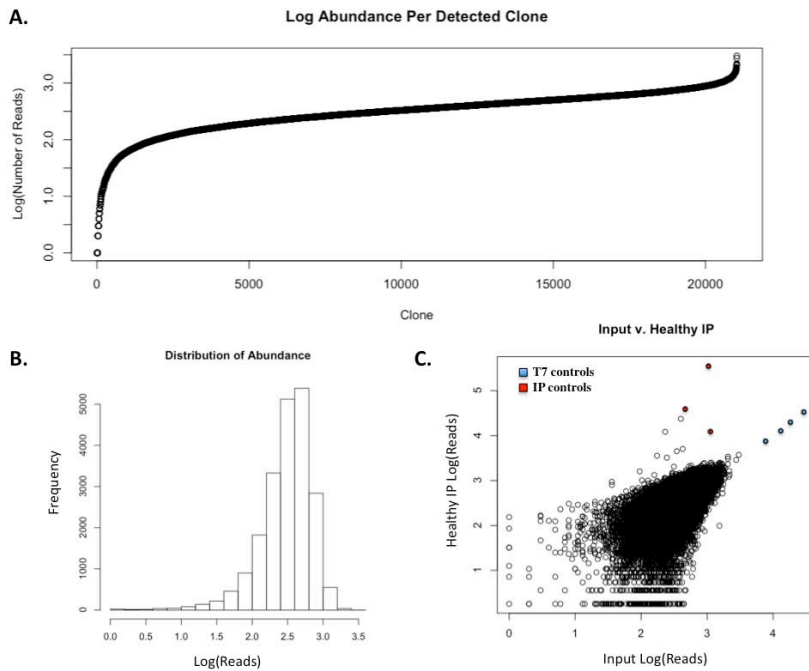 A.
Log Abundance Per Detected Clone
Log(Number of Reads)
3.0
2.0
1.0
0.0
0
5000
10000
15000
20000
Clone
B.
Distribution of Abundance
Frequency
5000
4000
3000
2000
1000
0
0.0
0.5
1.0
1.5
2.0
2.5
3.0
3.5
Log(Reads)
C.
Input v. Healthy IP
T7 controls
IP controls
Healthy IP Log(Reads)
5
4
3
2
1
0
1
2
3
4
Input Log(Reads)